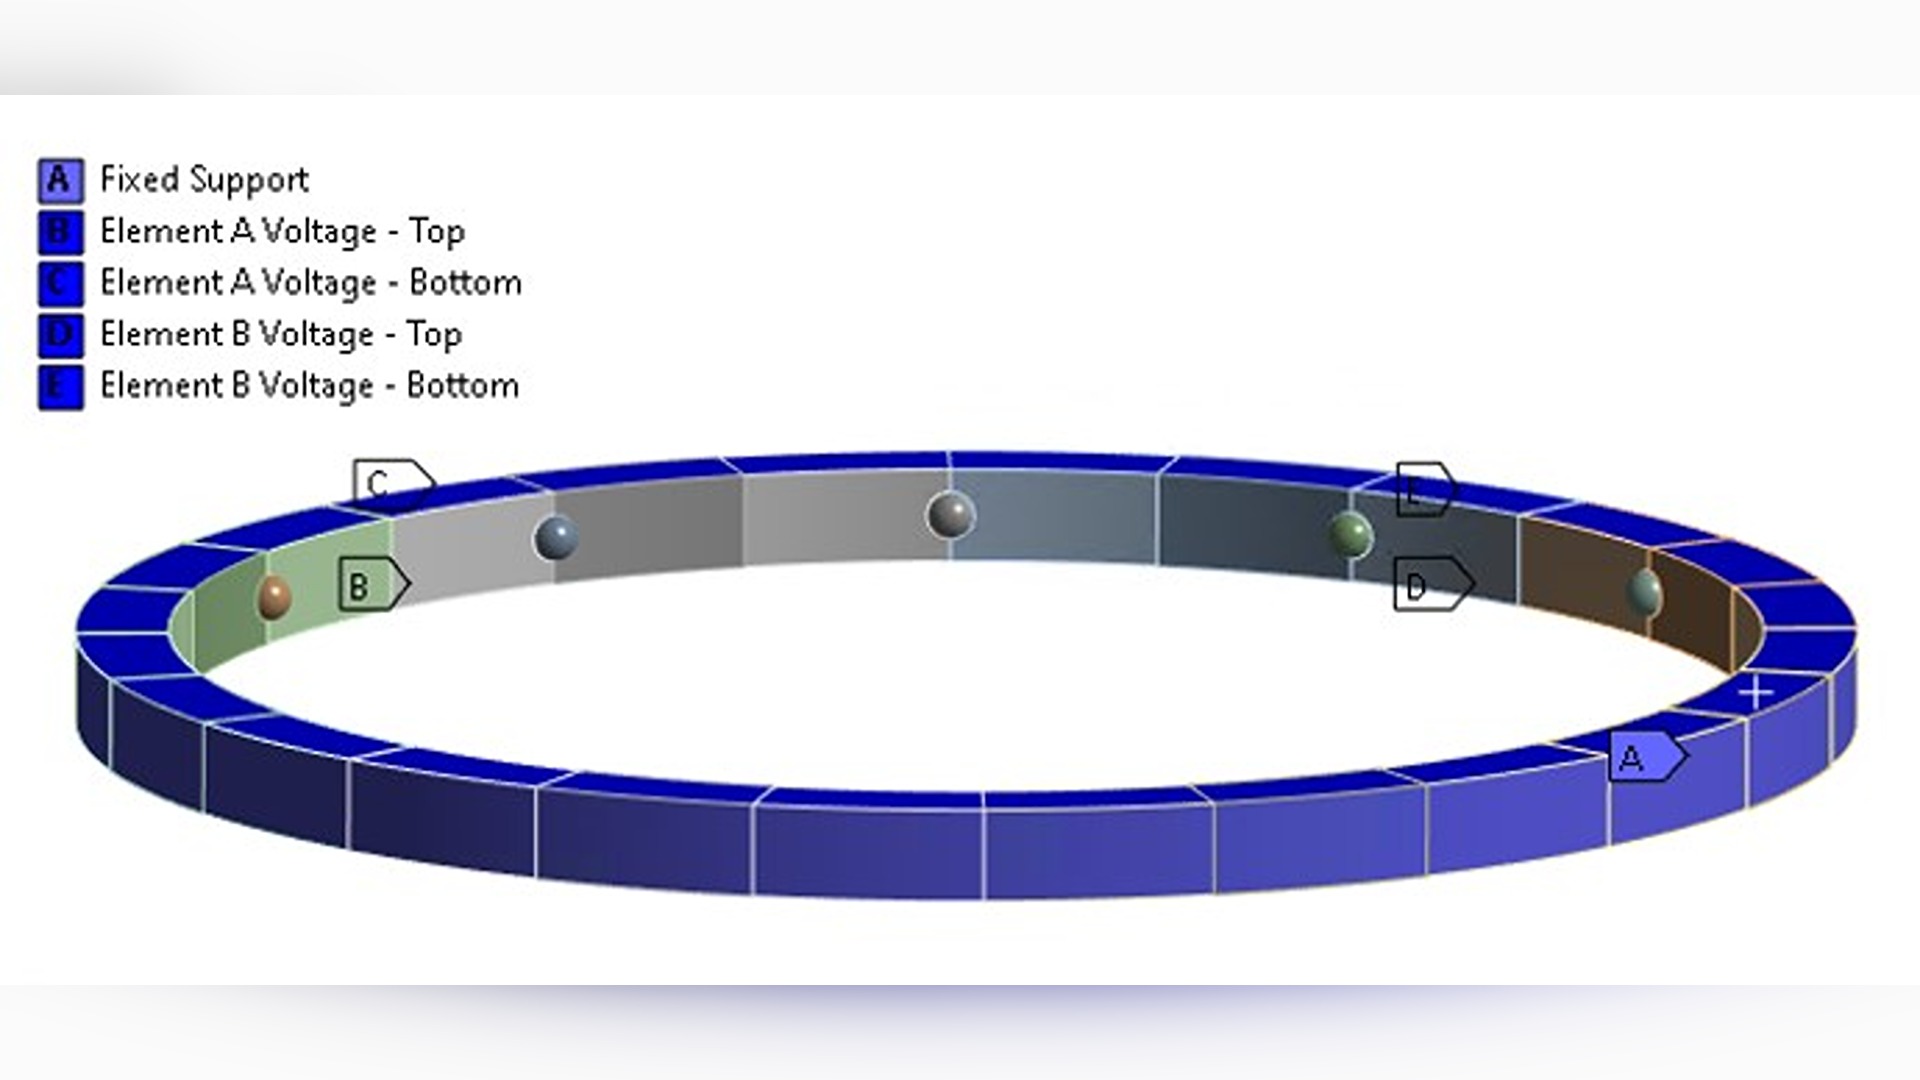 A Fixed Support
B Element A Voltage - Top
C Element A Voltage - Bottom
D Element B Voltage - Top
E Element B Voltage - Bottom
C
E
B
D
A